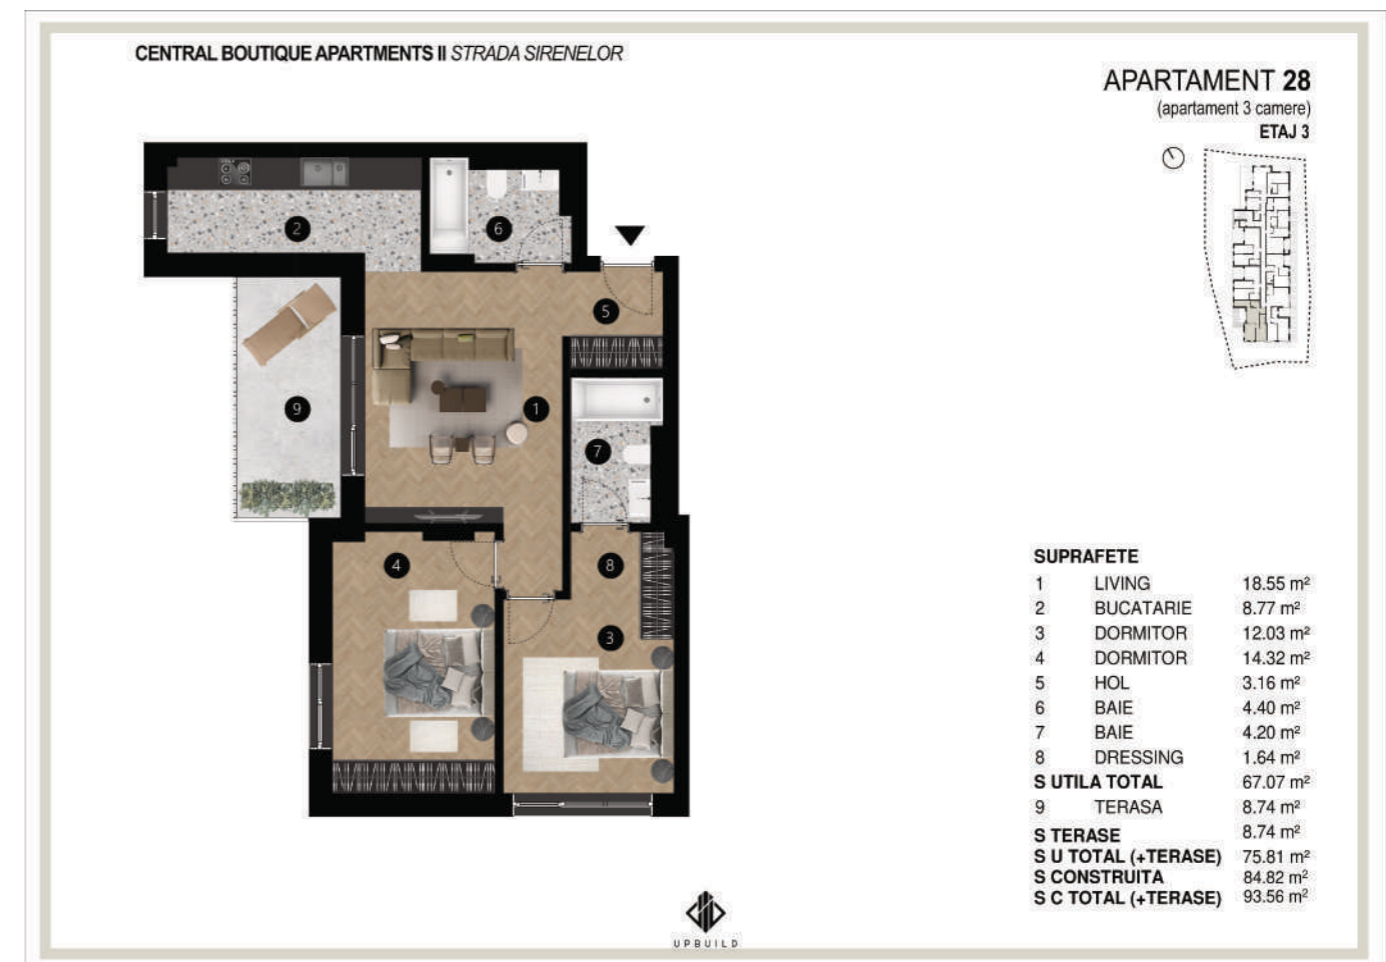 CENTRAL BOUTIQUE APARTMENTS II STRADA SIRENELOR
APARTAMENT 28
(apartament 3 camere)
ETAJ 3
2
6
5
9
1
7
4
8
3
SUPRAFETE
1 LIVING 18.55 m²
2 BUCATARIE 8.77 m²
3 DORMITOR 12.03 m²
4 DORMITOR 14.32 m²
5 HOL 3.16 m²
6 BAIE 4.40 m²
7 BAIE 4.20 m²
8 DRESSING 1.64 m²
S UTILA TOTAL 67.07 m²
9 TERASA 8.74 m²
S TERASE 8.74 m²
S U TOTAL (+TERASE) 75.81 m²
S CONSTRUITA 84.82 m²
S C TOTAL (+TERASE) 93.56 m²
UPBUILD